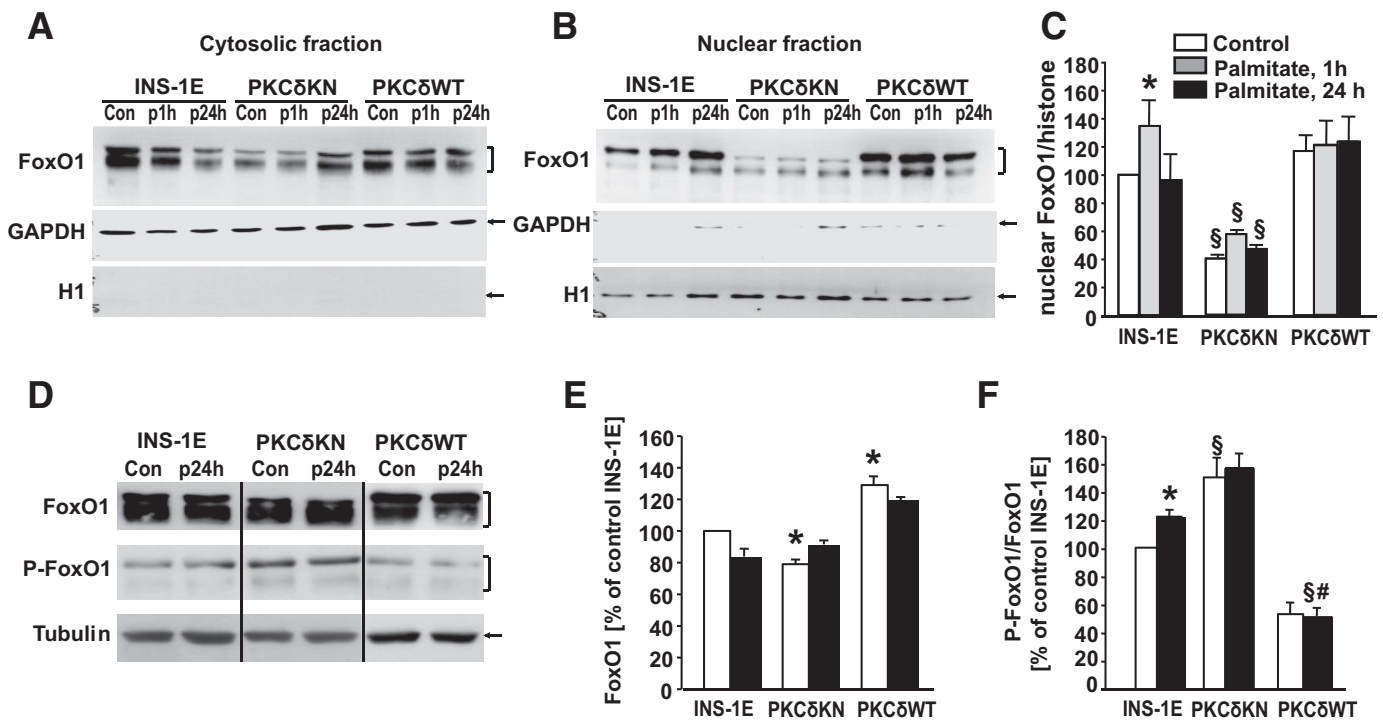 A
Cytosolic fraction
INS-1E PKCδKN PKCδWT
Con p1h p24h Con p1h p24h Con p1h p24h
FoxO1
GAPDH
H1
B
Nuclear fraction
INS-1E PKCδKN PKCδWT
Con p1h p24h Con p1h p24h Con p1h p24h
FoxO1
GAPDH
H1
C
Control
Palmitate, 1h
Palmitate, 24 h
nuclear FoxO1/histone
180
160
140
120
100
80
60
40
20
0
*
§ § §
INS-1E PKCδKN PKCδWT
D
INS-1E PKCδKN PKCδWT
Con p24h Con p24h Con p24h
FoxO1
P-FoxO1
Tubulin
E
FoxO1 [% of control INS-1E]
160
140
120
100
80
60
40
20
0
* * 
INS-1E PKCδKN PKCδWT
F
P-FoxO1/FoxO1
[% of control INS-1E]
180
160
140
120
100
80
60
40
20
0
* § §#
INS-1E PKCδKN PKCδWT